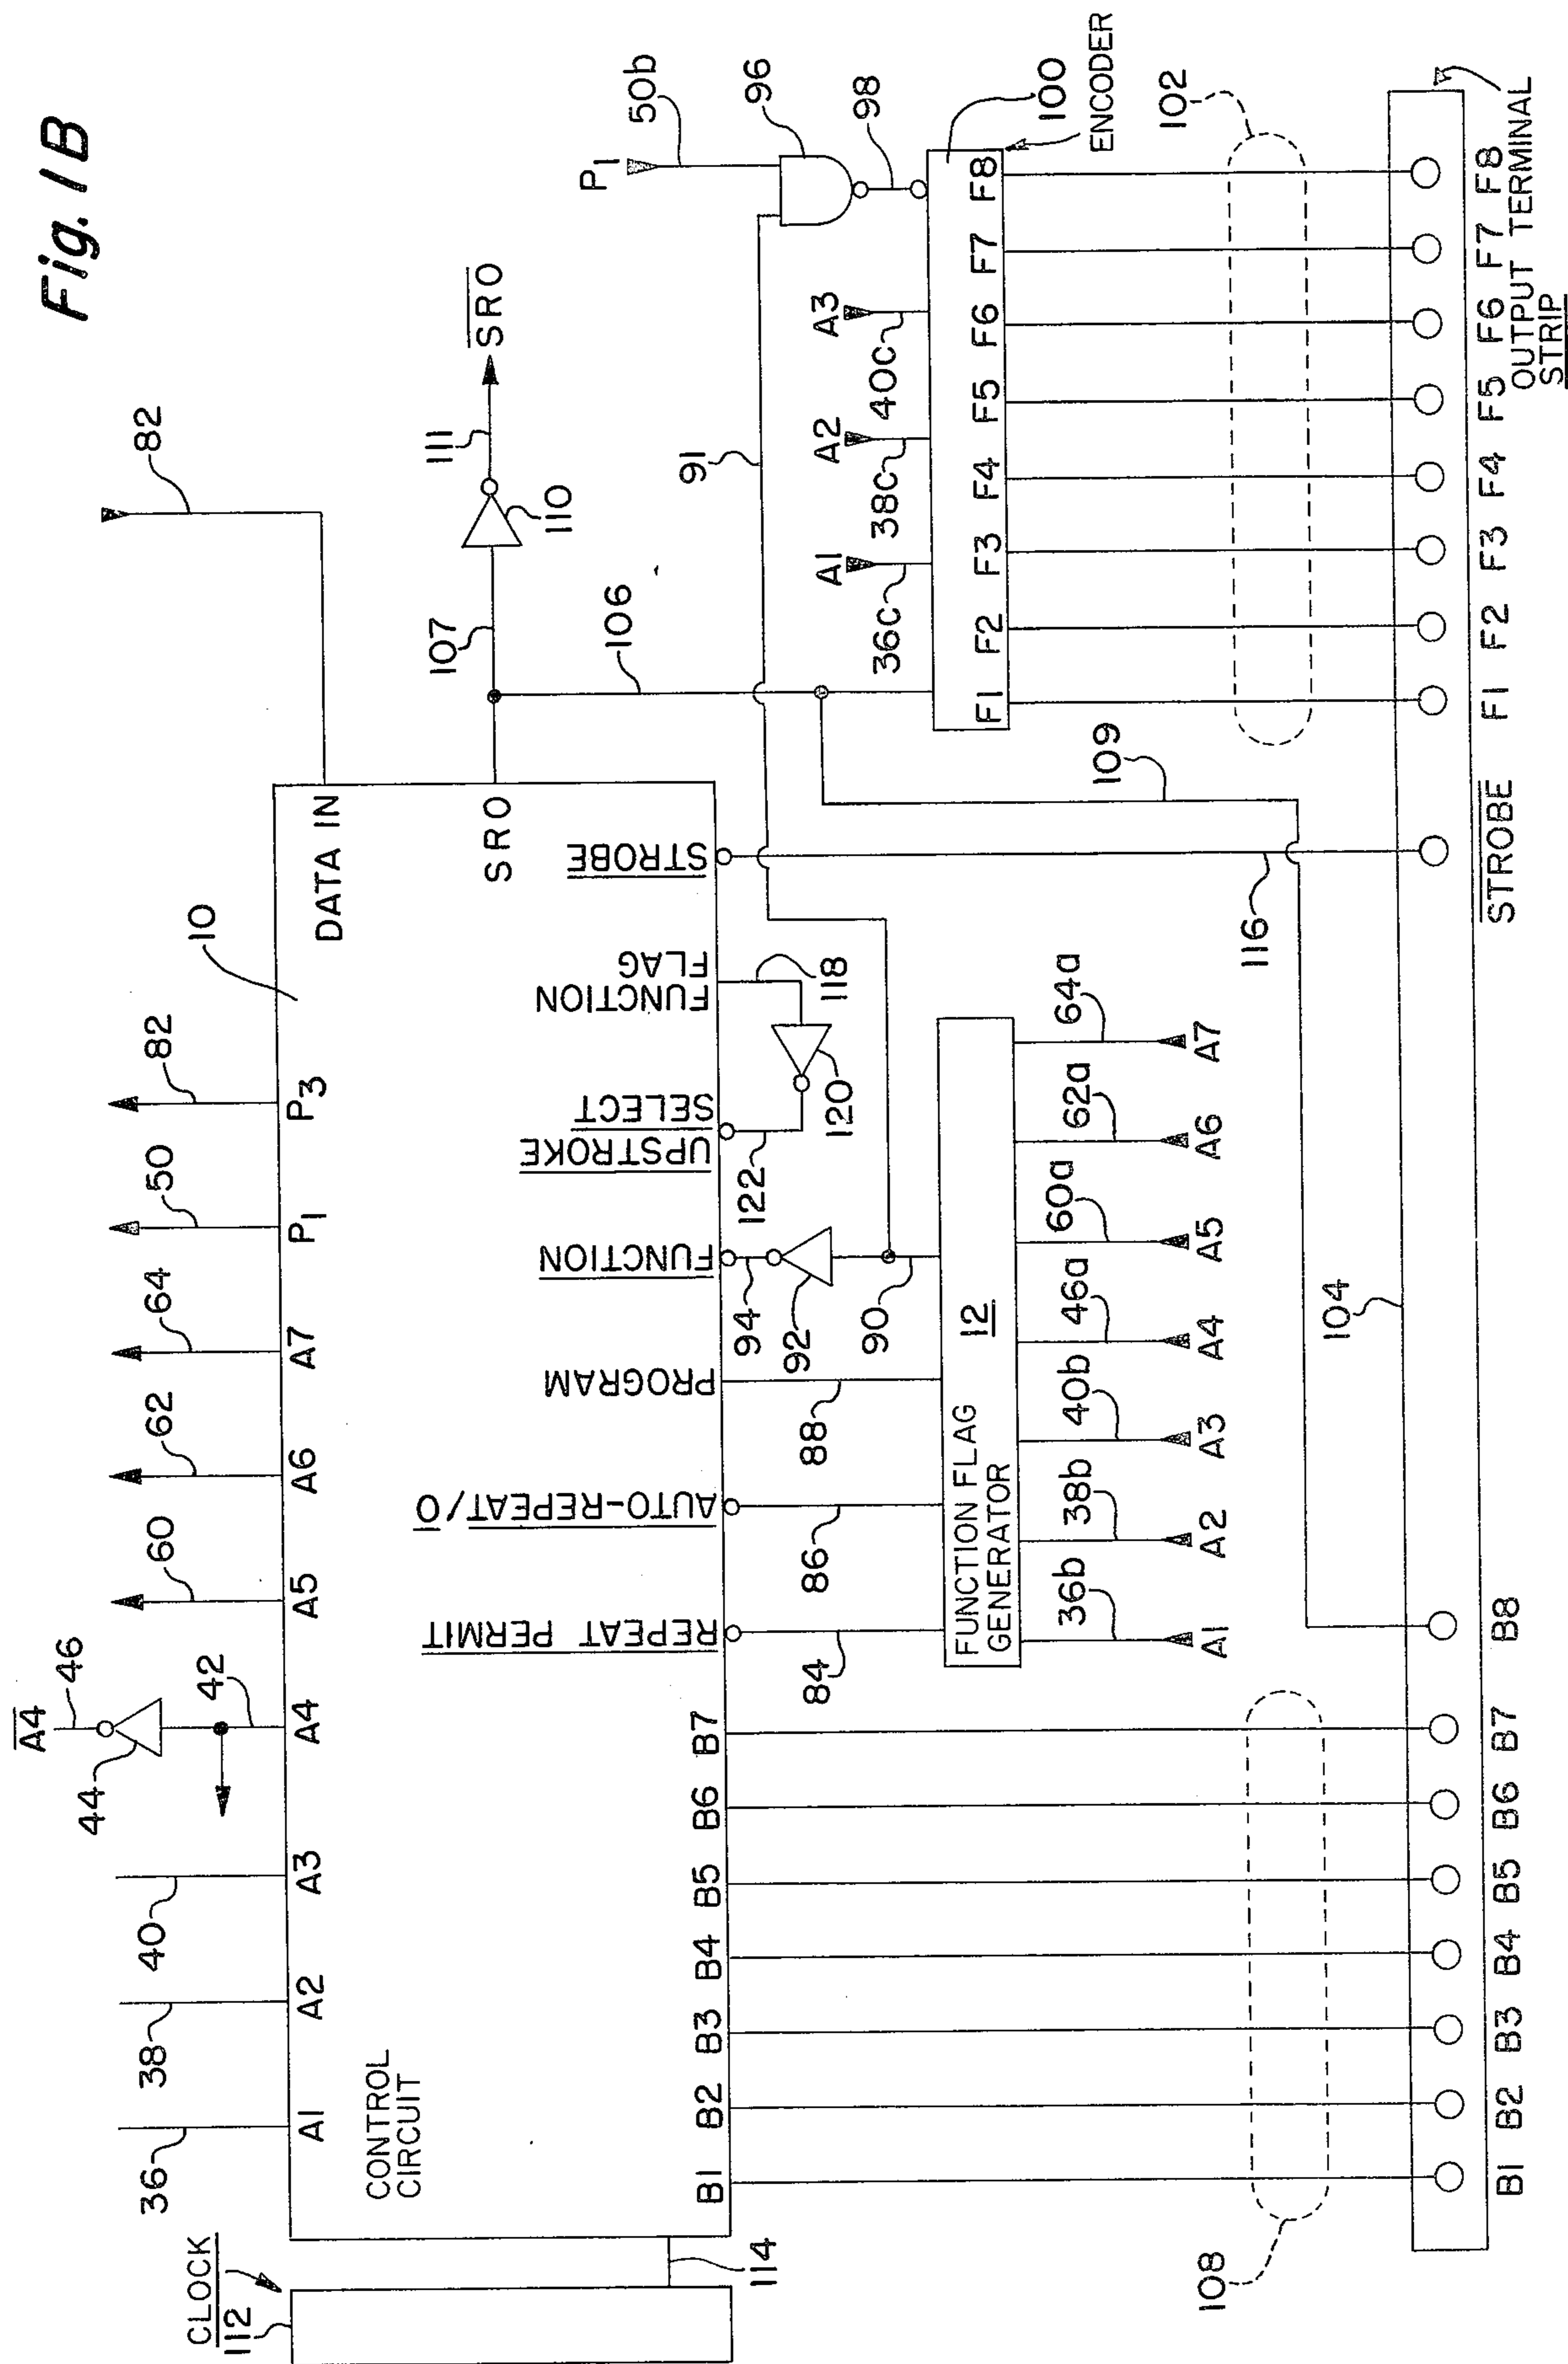 Fig. 1B
A̅4̅
46
44
42
36
38
40
60
62
64
50
82
82
10
A1 A2 A3 A4 A5 A6 A7 P1 P3
CLOCK
112
114
CONTROL
CIRCUIT
DATA IN
SRO
107
110
111
S̅R̅O̅
106
B1 B2 B3 B4 B5 B6 B7
REPEAT PERMIT
AUTO-REPEAT/O
PROGRAM
FUNCTION
UPSTROKE
SELECT
FUNCTION
FLAG
STROBE
84
86
88
90
92
94
122
120
118
91
P1
50b
96
98
100
ENCODER
A1 A2 A3
36C 38C 40C
F1 F2 F3 F4 F5 F6 F7 F8
102
FUNCTION FLAG
GENERATOR
12
36b 38b 40b 46a 60a 62a 64a
A1 A2 A3 A4 A5 A6 A7
116
109
108
104
B1 B2 B3 B4 B5 B6 B7 B8
S̅T̅R̅O̅B̅E̅
F1 F2 F3 F4 F5 F6 F7 F8
OUTPUT TERMINAL
STRIP